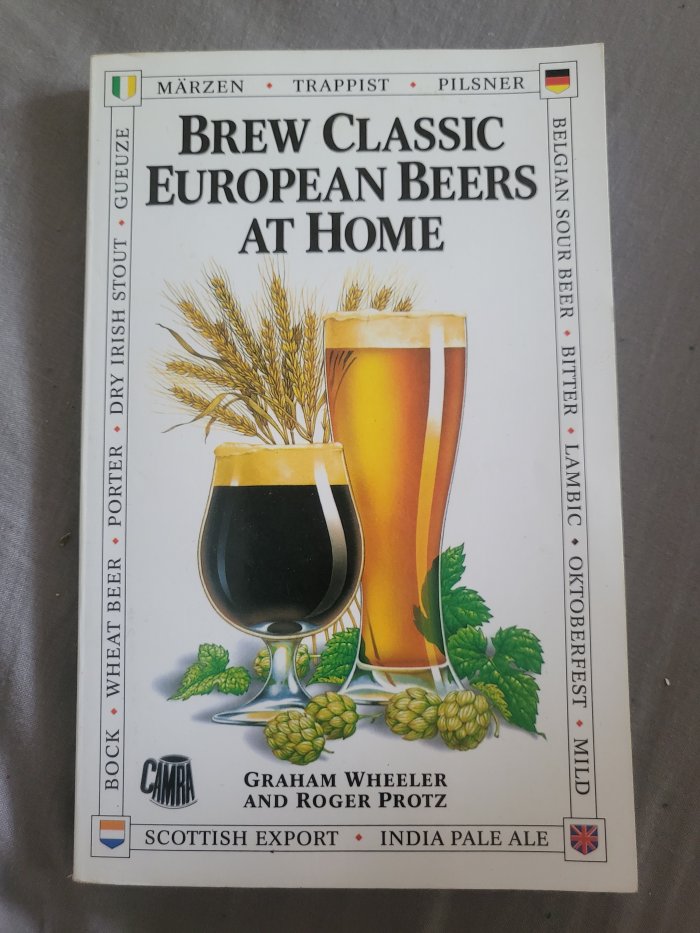 MÄRZEN • TRAPPIST • PILSNER
BREW CLASSIC
EUROPEAN BEERS
AT HOME
BOCK • WHEAT BEER • PORTER • DRY IRISH STOUT • GUEUZE
BELGIAN SOUR BEER • BITTER • LAMBIC • OKTOBERFEST • MILD
CAMRA
GRAHAM WHEELER
AND ROGER PROTZ
SCOTTISH EXPORT • INDIA PALE ALE